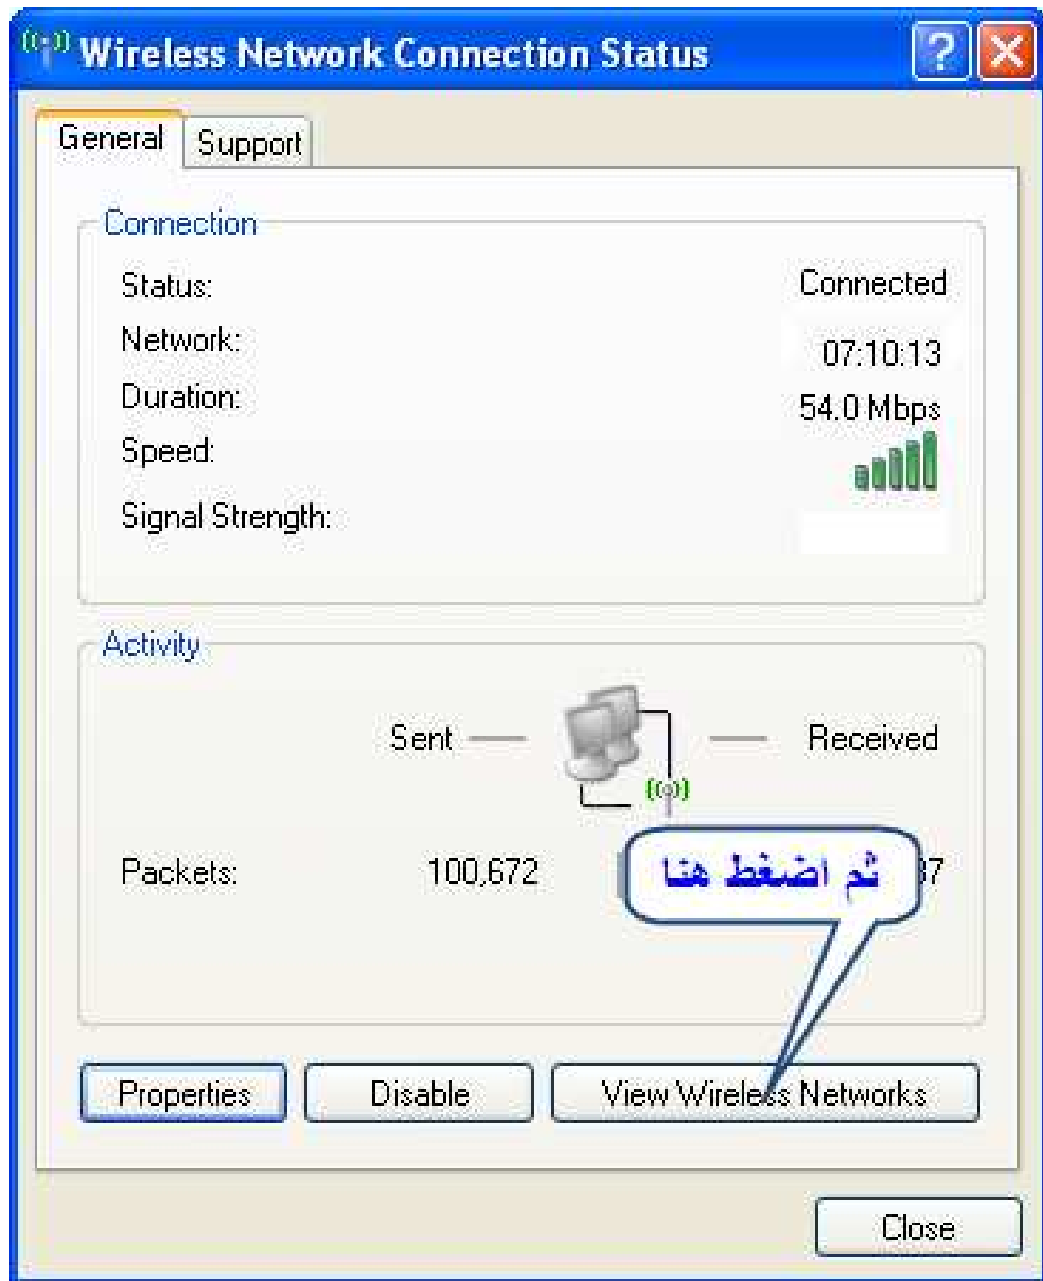 Wireless Network Connection Status
General
Support
Connection
Status:
Connected
Network:
07:10:13
Duration:
54.0 Mbps
Speed:
Signal Strength:
Activity
Sent
Received
Packets:
100,672
ثم اضغط هنا
Properties
Disable
View Wireless Networks
Close